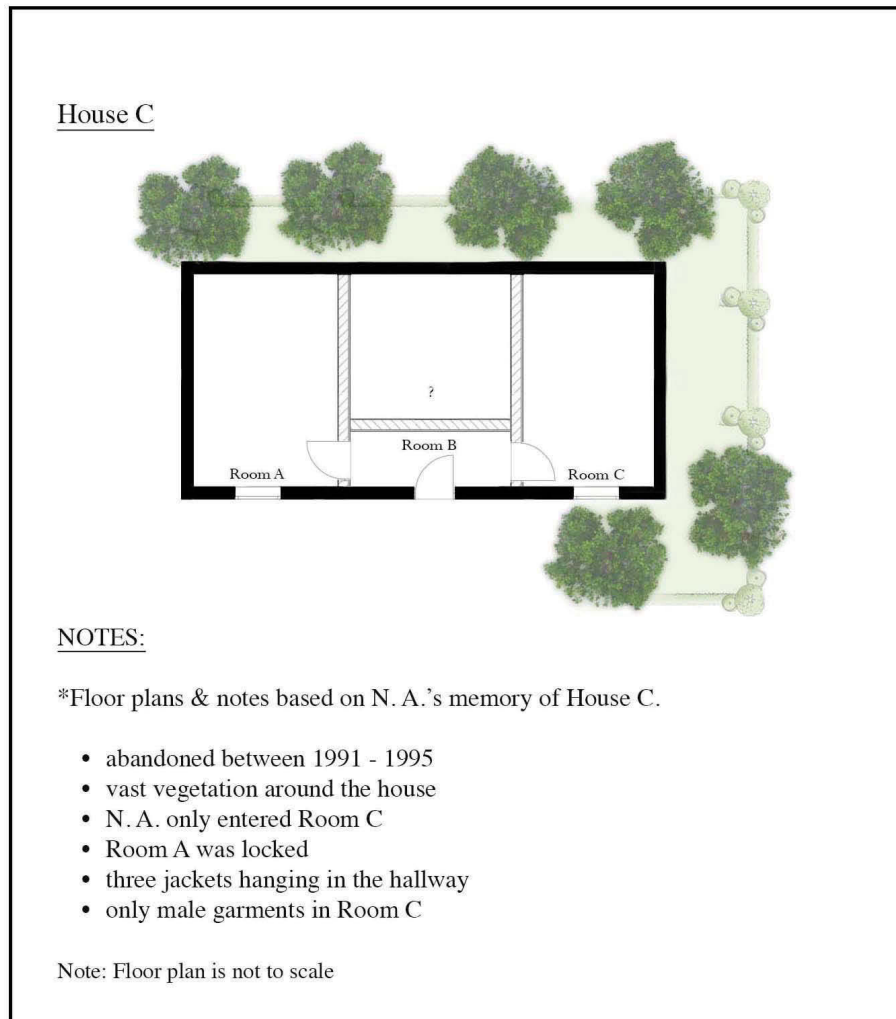 House C
?
Room B
Room A
Room C
NOTES:
*Floor plans & notes based on N. A.’s memory of House C.
• abandoned between 1991 - 1995
• vast vegetation around the house
• N. A. only entered Room C
• Room A was locked
• three jackets hanging in the hallway
• only male garments in Room C
Note: Floor plan is not to scale